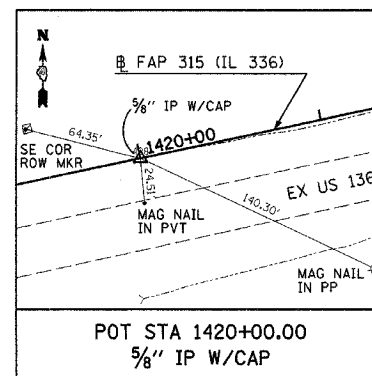 N
℄ FAP 315 (IL 336)
5/8" IP W/CAP
64.35'
1420+00
SE COR
ROW MKR
24.51'
140.30'
EX US 136
MAG NAIL
IN PVT
MAG NAIL
IN PP
POT STA 1420+00.00
5/8" IP W/CAP